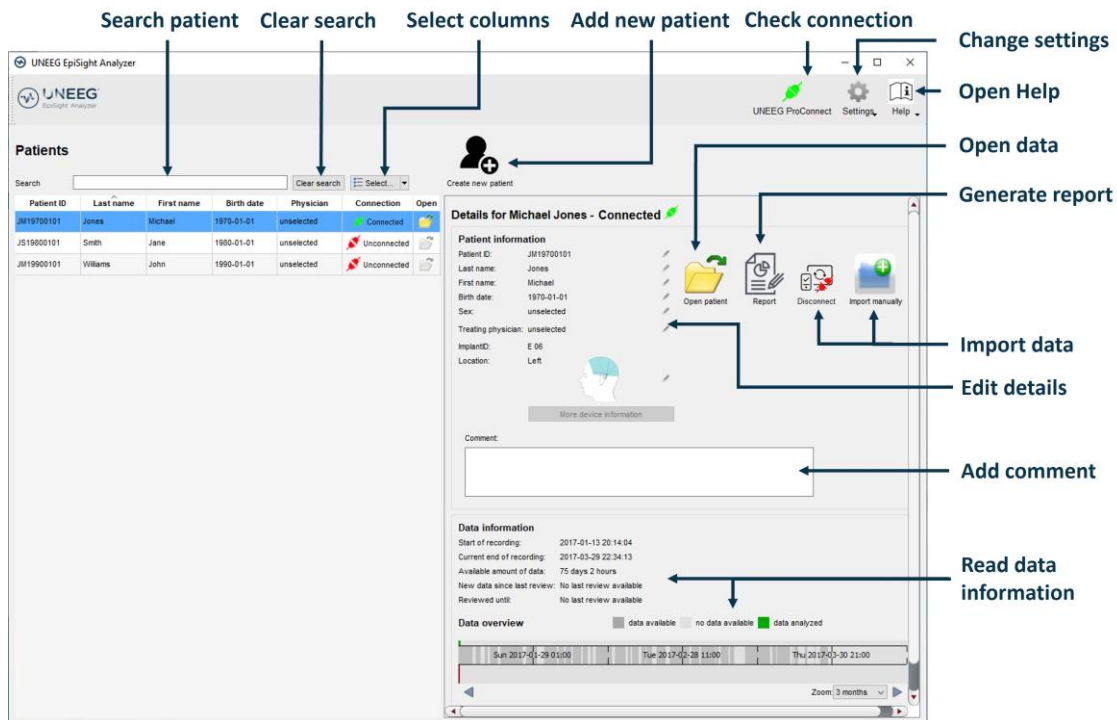 Search patient Clear search Select columns Add new patient Check connection
Change settings
UNEEG EpiSight Analyzer
UNEEG
EpiSight Analyzer
UNEEG ProConnect Settings Help
Open Help
Patients
Open data
Search Clear search Select... Create new patient
Generate report
Patient ID Last name First name Birth date Physician Connection Open
JM19700101 Jones Michael 1970-01-01 unselected Connected
JS19800101 Smith Jane 1980-01-01 unselected Unconnected
JM19900101 Williams John 1990-01-01 unselected Unconnected
Details for Michael Jones - Connected
Patient information
Patient ID: JM19700101
Last name: Jones
First name: Michael
Birth date: 1970-01-01
Sex: unselected
Treating physician: unselected
ImplantID: E 06
Location: Left
Open patient Report Disconnect Import manually
Import data
Edit details
More device information
Comment:
Add comment
Data information
Start of recording: 2017-01-13 20:14:04
Current end of recording: 2017-03-29 22:34:13
Available amount of data: 75 days 2 hours
New data since last review: No last review available
Reviewed until: No last review available
Read data
information
Data overview data available no data available data analyzed
Sun 2017-01-29 01:00 Tue 2017-02-28 11:00 Thu 2017-03-30 21:00
Zoom: 3 months